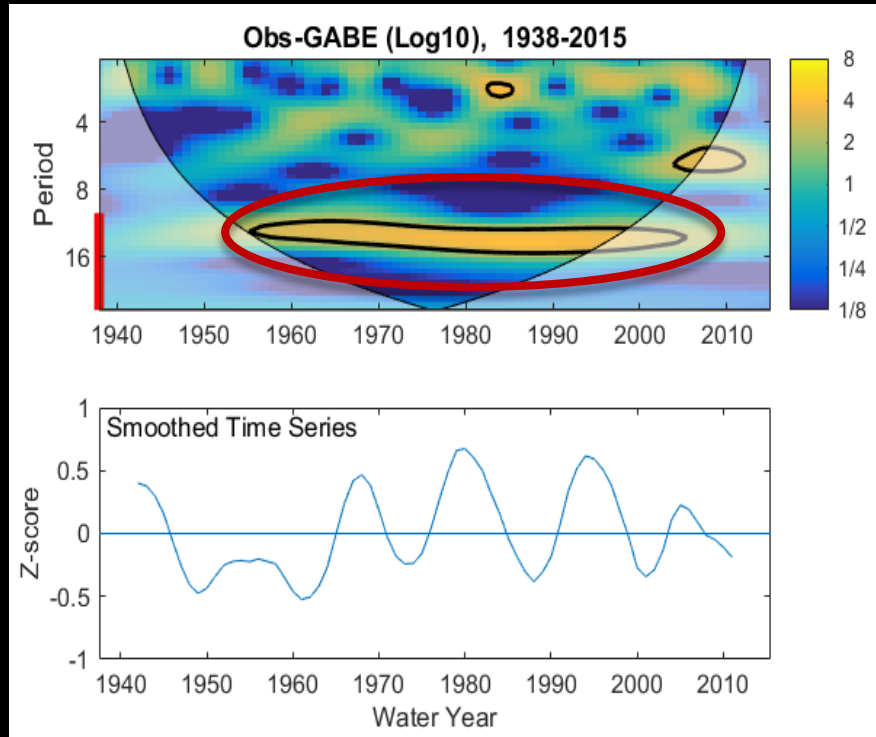 Obs-GABE (Log10), 1938-2015
Period
4
8
16
1940 1950 1960 1970 1980 1990 2000 2010
8
4
2
1
1/2
1/4
1/8
Smoothed Time Series
Z-score
1
0.5
0
-0.5
-1
1940 1950 1960 1970 1980 1990 2000 2010
Water Year